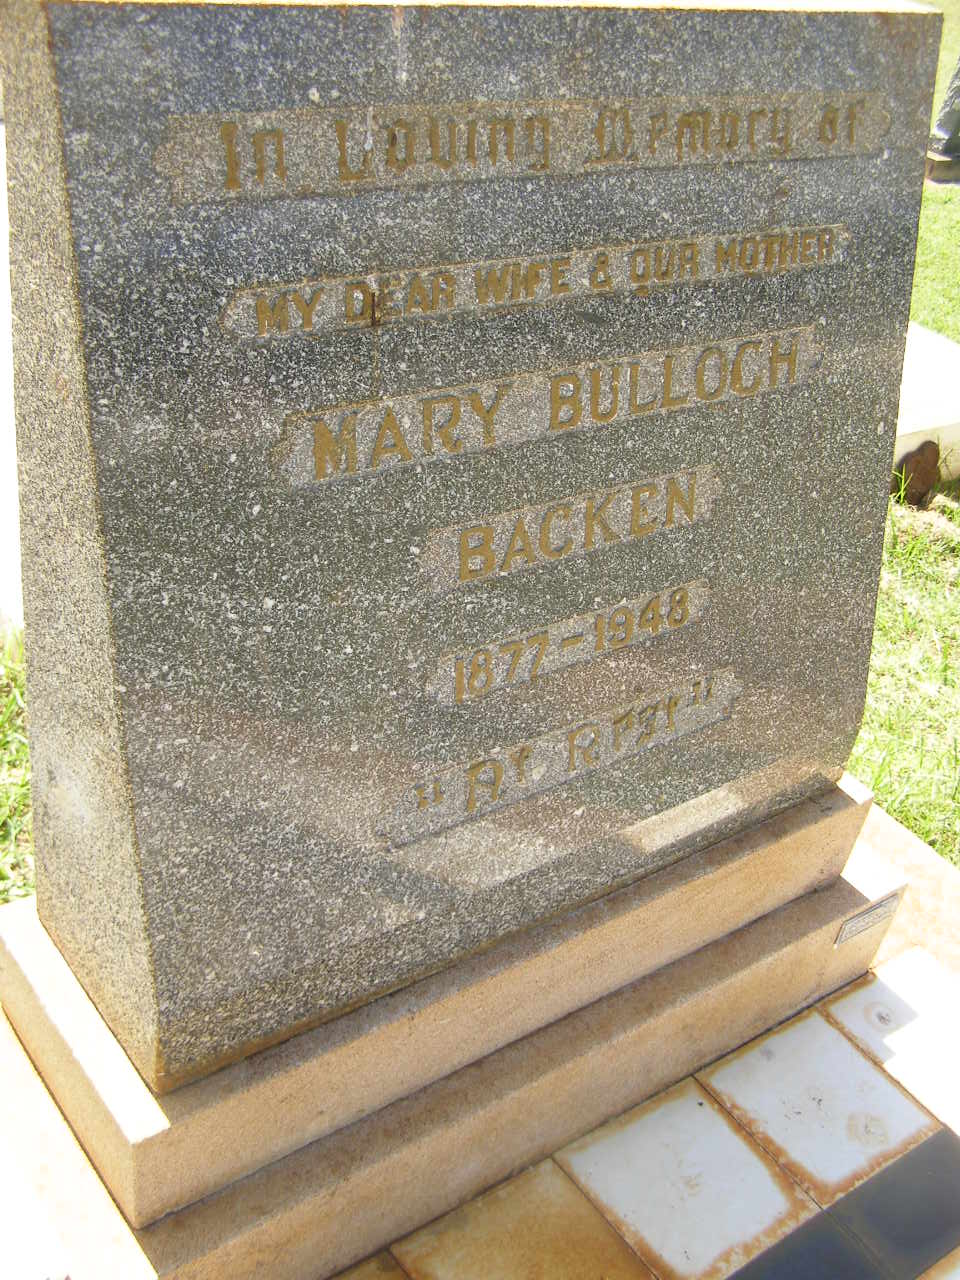 In Loving Memory of
MY DEAR WIFE & OUR MOTHER
MARY BULLOCH
BACKEN
1877-1948
"At Rest"